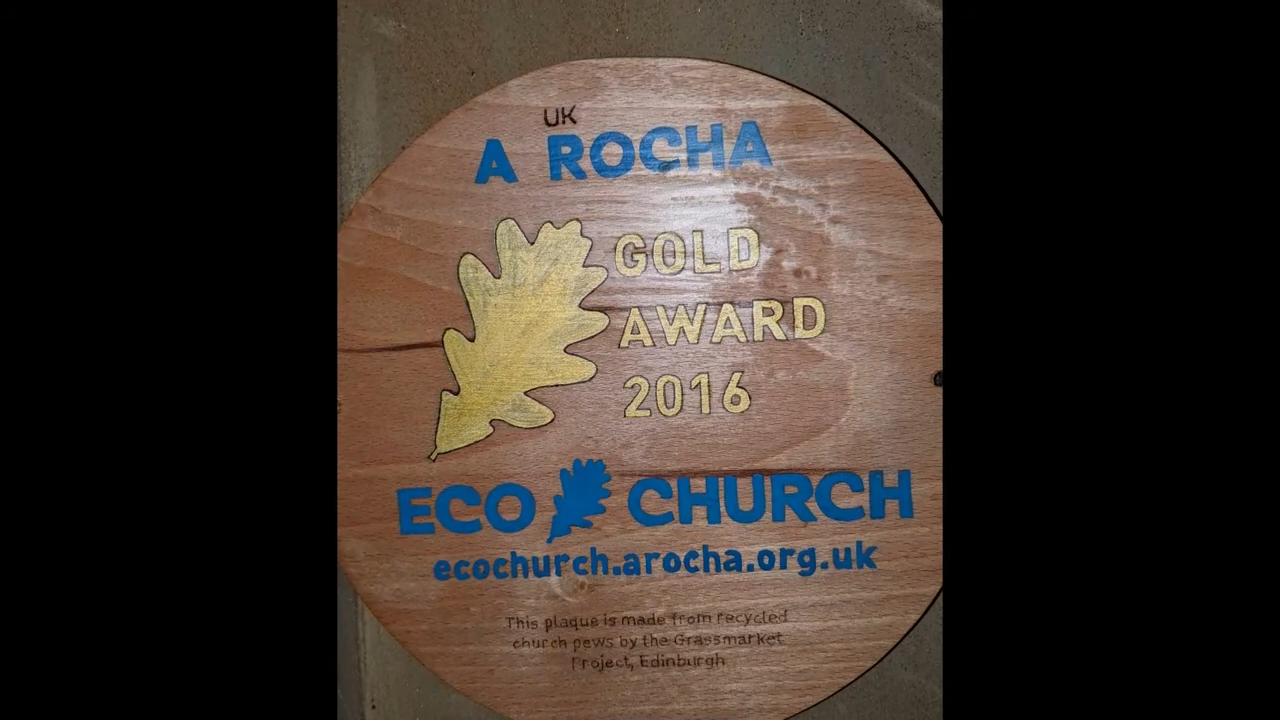 UK
A ROCHA
GOLD
AWARD
2016
ECO CHURCH
ecochurch.arocha.org.uk
This plaque is made from recycled
church pews by the Grassmarket
Project, Edinburgh